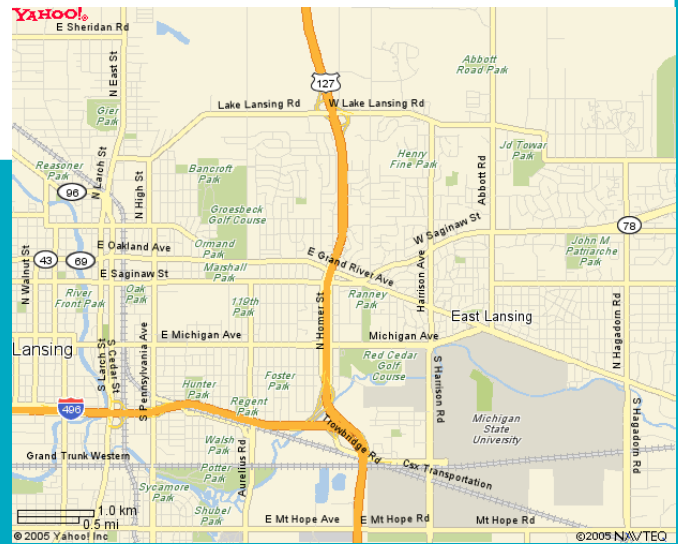 YAHOO!®
E Sheridan Rd
N East St
127
Abbott
Road Park
Lake Lansing Rd
W Lake Lansing Rd
Gier
Park
Jd Towar
Park
Henry
Fine Park
Abbott Rd
Reasoner
Park
N Larch St
Bancroft
Park
96
N High St
Groesbeck
Golf Course
W Saginaw St
78
Harrison Ave
E Oakland Ave
Ormand
Park
E Grand River Ave
John M
Patriarche
Park
43
69
N Walnut St
E Saginaw St
Marshall
Park
River
Front Park
Oak
Park
119th
Park
Ranney
Park
N Homer St
East Lansing
N Hagadorn Rd
E Michigan Ave
Michigan Ave
Lansing
S Larch St
S Cedar St
S Pennsylvania Ave
Red Cedar
Golf
Course
Foster
Park
Hunter
Park
S Harrison Rd
496
Regent
Park
Michigan
State
University
S Hagadorn Rd
Trowbridge Rd
Walsh
Park
Grand Trunk Western
Aurelius Rd
Csx Transportation
Potter
Park
Sycamore
Park
Shubel
Park
1.0 km
0.5 mi
E Mt Hope Ave
E Mt Hope Rd
Mt Hope Rd
© 2005 Yahoo! Inc
©2005 NAVTEQ